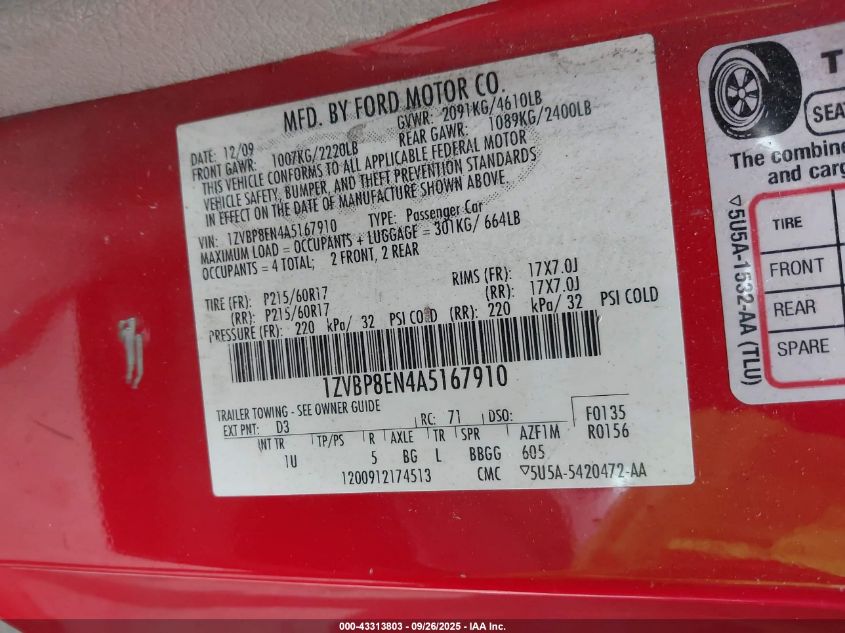 MFD. BY FORD MOTOR CO.
DATE: 12/09 GVWR: 2091KG/4610LB
FRONT GAWR: 1007KG/2220LB REAR GAWR: 1089KG/2400LB
THIS VEHICLE CONFORMS TO ALL APPLICABLE FEDERAL MOTOR
VEHICLE SAFETY, BUMPER, AND THEFT PREVENTION STANDARDS
IN EFFECT ON THE DATE OF MANUFACTURE SHOWN ABOVE.
VIN: 1ZVBP8EN4A5167910 TYPE: Passenger Car
MAXIMUM LOAD = OCCUPANTS + LUGGAGE = 301KG/ 664LB
OCCUPANTS = 4 TOTAL; 2 FRONT, 2 REAR
TIRE (FR): P215/60R17 RIMS (FR): 17X7.0J
(RR): P215/60R17 (RR): 17X7.0J
PRESSURE (FR): 220 kPa/ 32 PSI COLD (RR): 220 kPa/ 32 PSI COLD
1ZVBP8EN4A5167910
TRAILER TOWING - SEE OWNER GUIDE
EXT PNT: D3 RC: 71 DSO: F0135
INT TR TP/PS R AXLE TR SPR AZF1M R0156
1U 5 BG L BBGG 605
1200912174513 CMC ▽5U5A-5420472-AA
T
SEAT
The combine
and carg
▽5U5A-1532-AA (TLU)
TIRE
FRONT
REAR
SPARE
000-43313803 - 09/26/2025 - IAA Inc.